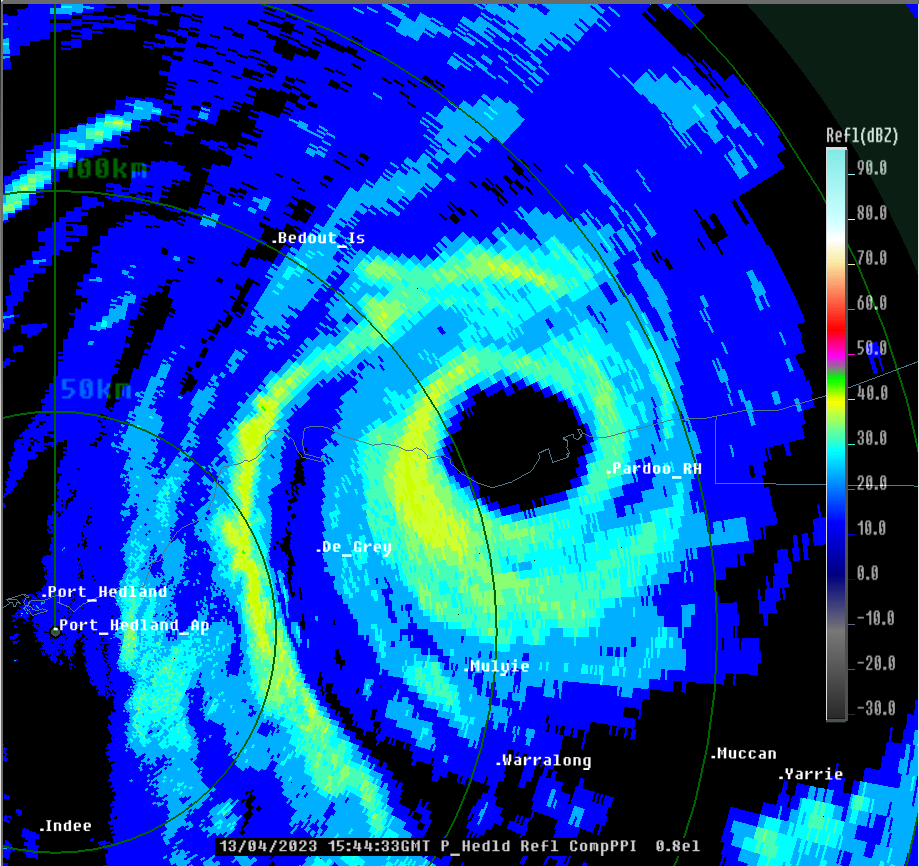 Refl(dBZ)
90.0
80.0
70.0
60.0
50.0
40.0
30.0
20.0
10.0
0.0
-10.0
-20.0
-30.0
100km
.Bedout_Is
50km
.Pardoo_RH
.De_Grey
.Port_Hedland
.Port_Hedland_Ap
.Mulyie
.Warralong
.Muccan
.Yarrie
.Indee
13/04/2023 15:44:33GMT P_Hedld Refl CompPPI 0.8el